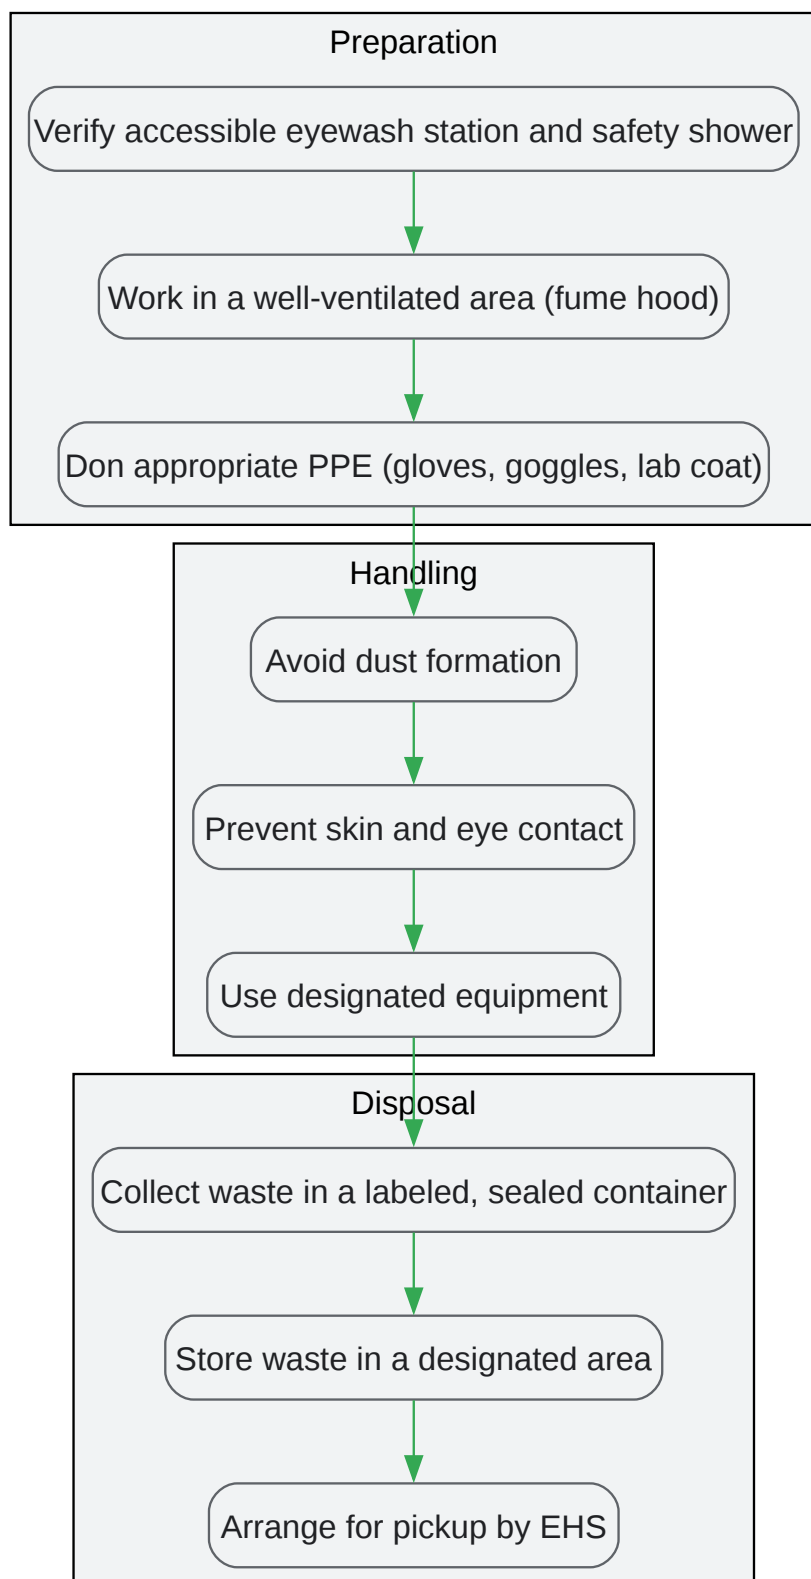 Preparation
Verify accessible eyewash station and safety shower
Work in a well-ventilated area (fume hood)
Don appropriate PPE (gloves, goggles, lab coat)
Handling
Avoid dust formation
Prevent skin and eye contact
Use designated equipment
Disposal
Collect waste in a labeled, sealed container
Store waste in a designated area
Arrange for pickup by EHS